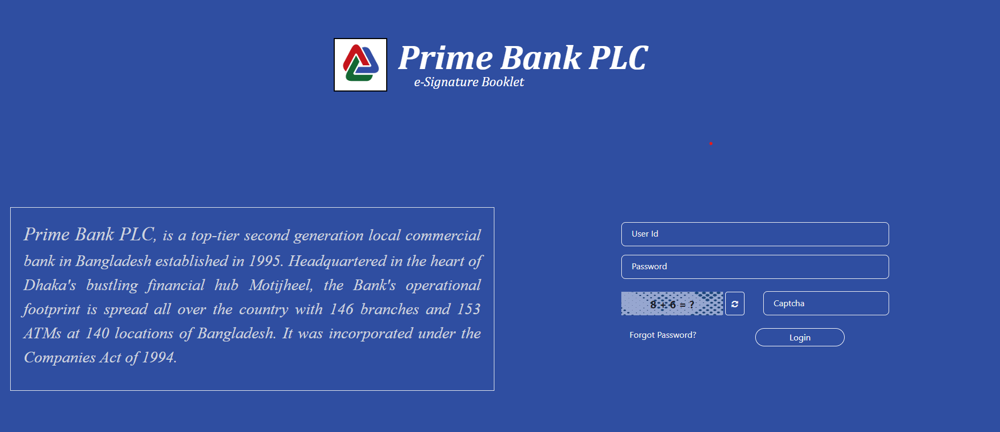 Prime Bank PLC
e-Signature Booklet
Prime Bank PLC, is a top-tier second generation local commercial
bank in Bangladesh established in 1995. Headquartered in the heart of
Dhaka's bustling financial hub Motijheel, the Bank's operational
footprint is spread all over the country with 146 branches and 153
ATMs at 140 locations of Bangladesh. It was incorporated under the
Companies Act of 1994.
User Id
Password
8 + 6 = ?
Captcha
Forgot Password?
Login